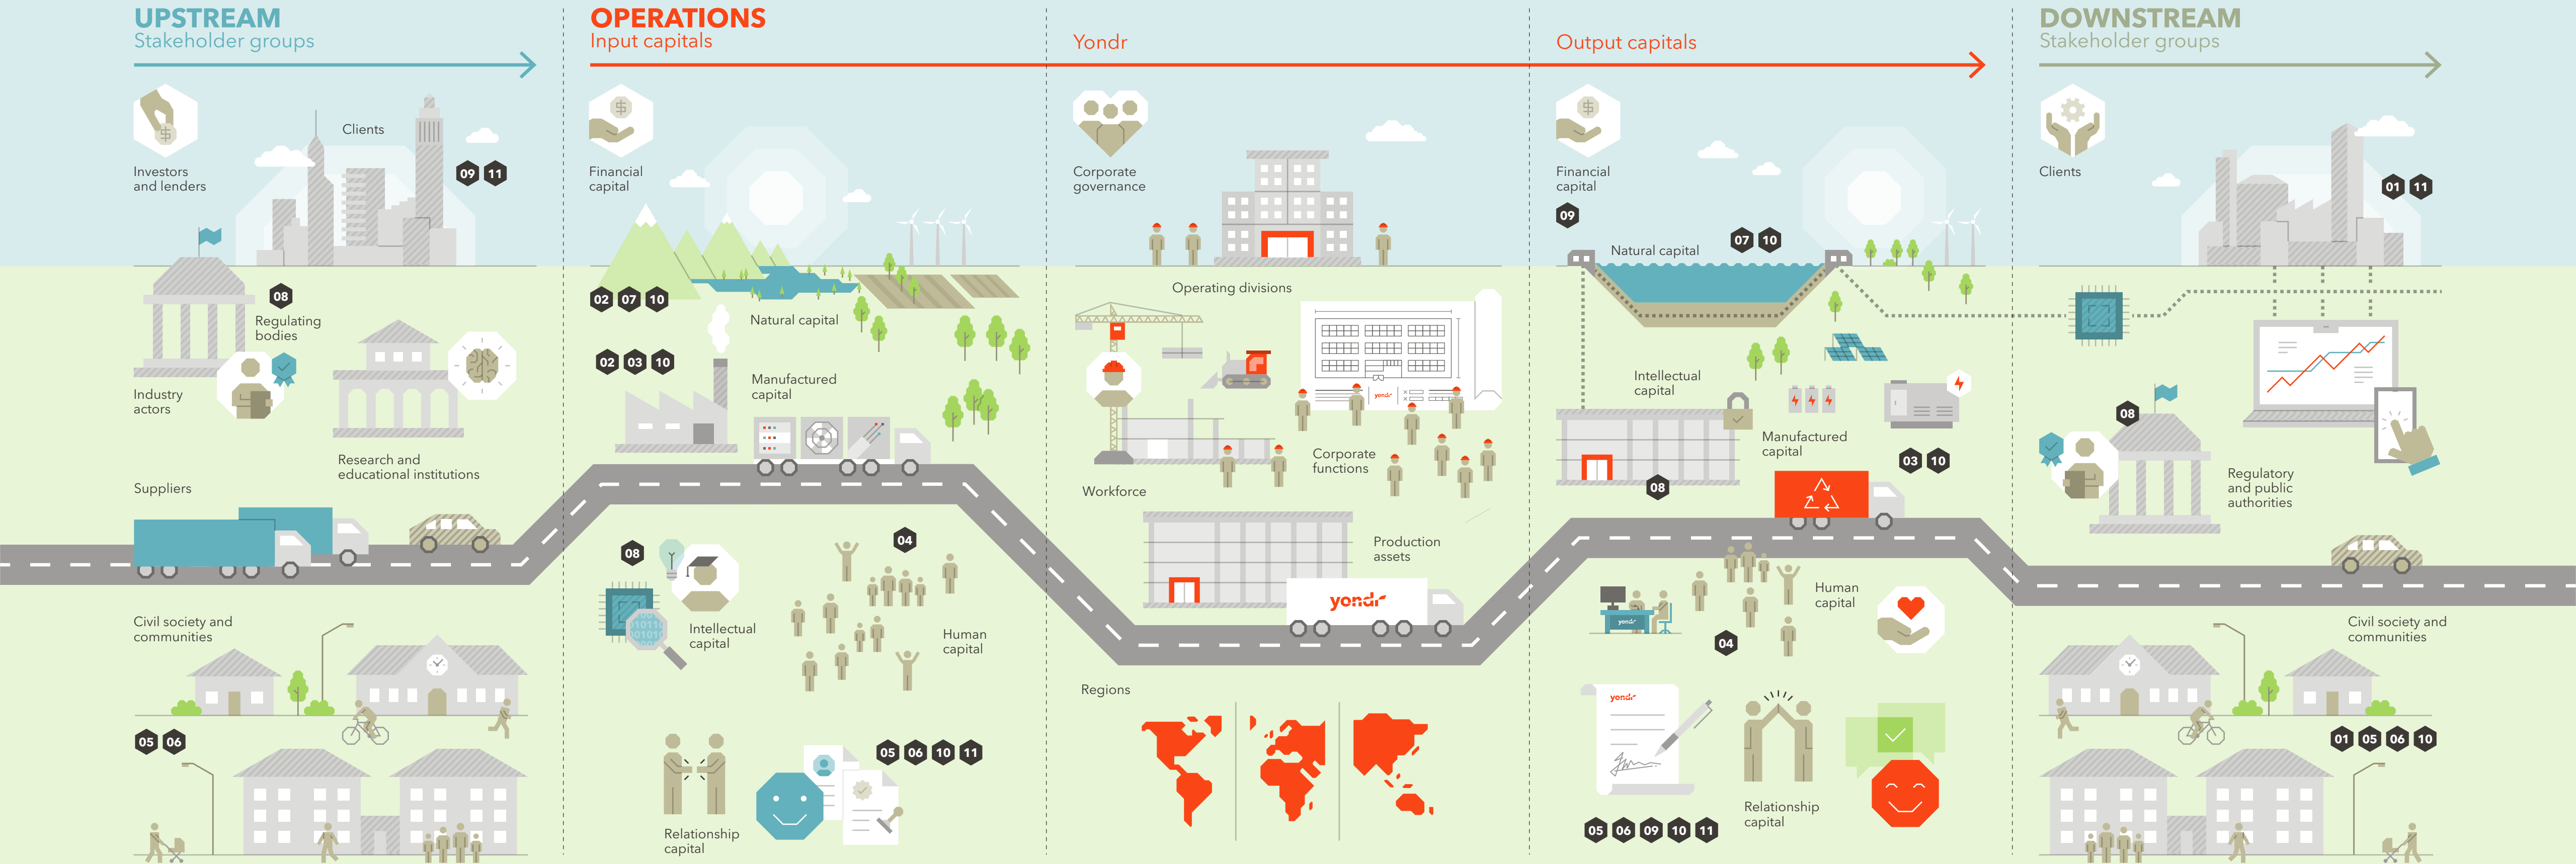 UPSTREAM
Stakeholder groups
Investors
and lenders
Clients
09 11
08
Regulating
bodies
Industry
actors
Research and
educational institutions
Suppliers
Civil society and
communities
05 06
OPERATIONS
Input capitals
Financial
capital
02 07 10
Natural capital
02 03 10
Manufactured
capital
08
04
Intellectual
capital
Human
capital
05 06 10 11
Relationship
capital
Yondr
Corporate
governance
Operating divisions
yondr
Corporate
functions
Workforce
Production
assets
yondr
Regions
Output capitals
Financial
capital
09
Natural capital
07 10
Intellectual
capital
Manufactured
capital
03 10
08
yondr
Human
capital
04
yondr
Relationship
capital
05 06 09 10 11
DOWNSTREAM
Stakeholder groups
Clients
01 11
08
Regulatory
and public
authorities
Civil society and
communities
01 05 06 10